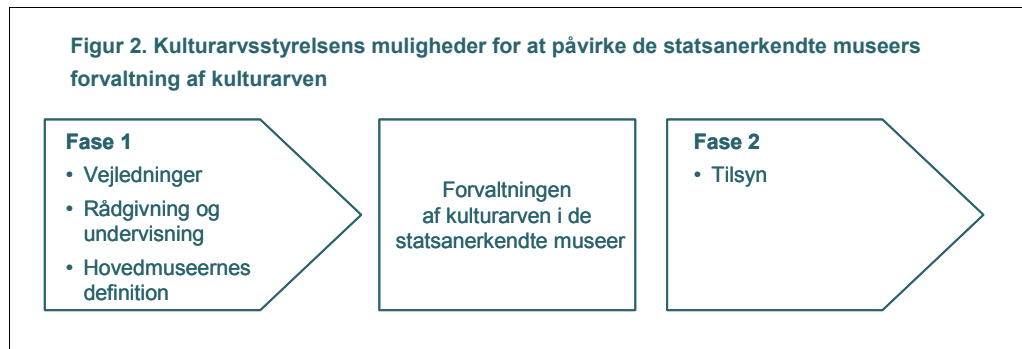 Figur 2. Kulturarvsstyrelsens muligheder for at påvirke de statsanerkendte museers
forvaltning af kulturarven
Fase 1
• Vejledninger
• Rådgivning og
undervisning
• Hovedmuseernes
definition
Forvaltningen
af kulturarven i de
statsanerkendte museer
Fase 2
• Tilsyn